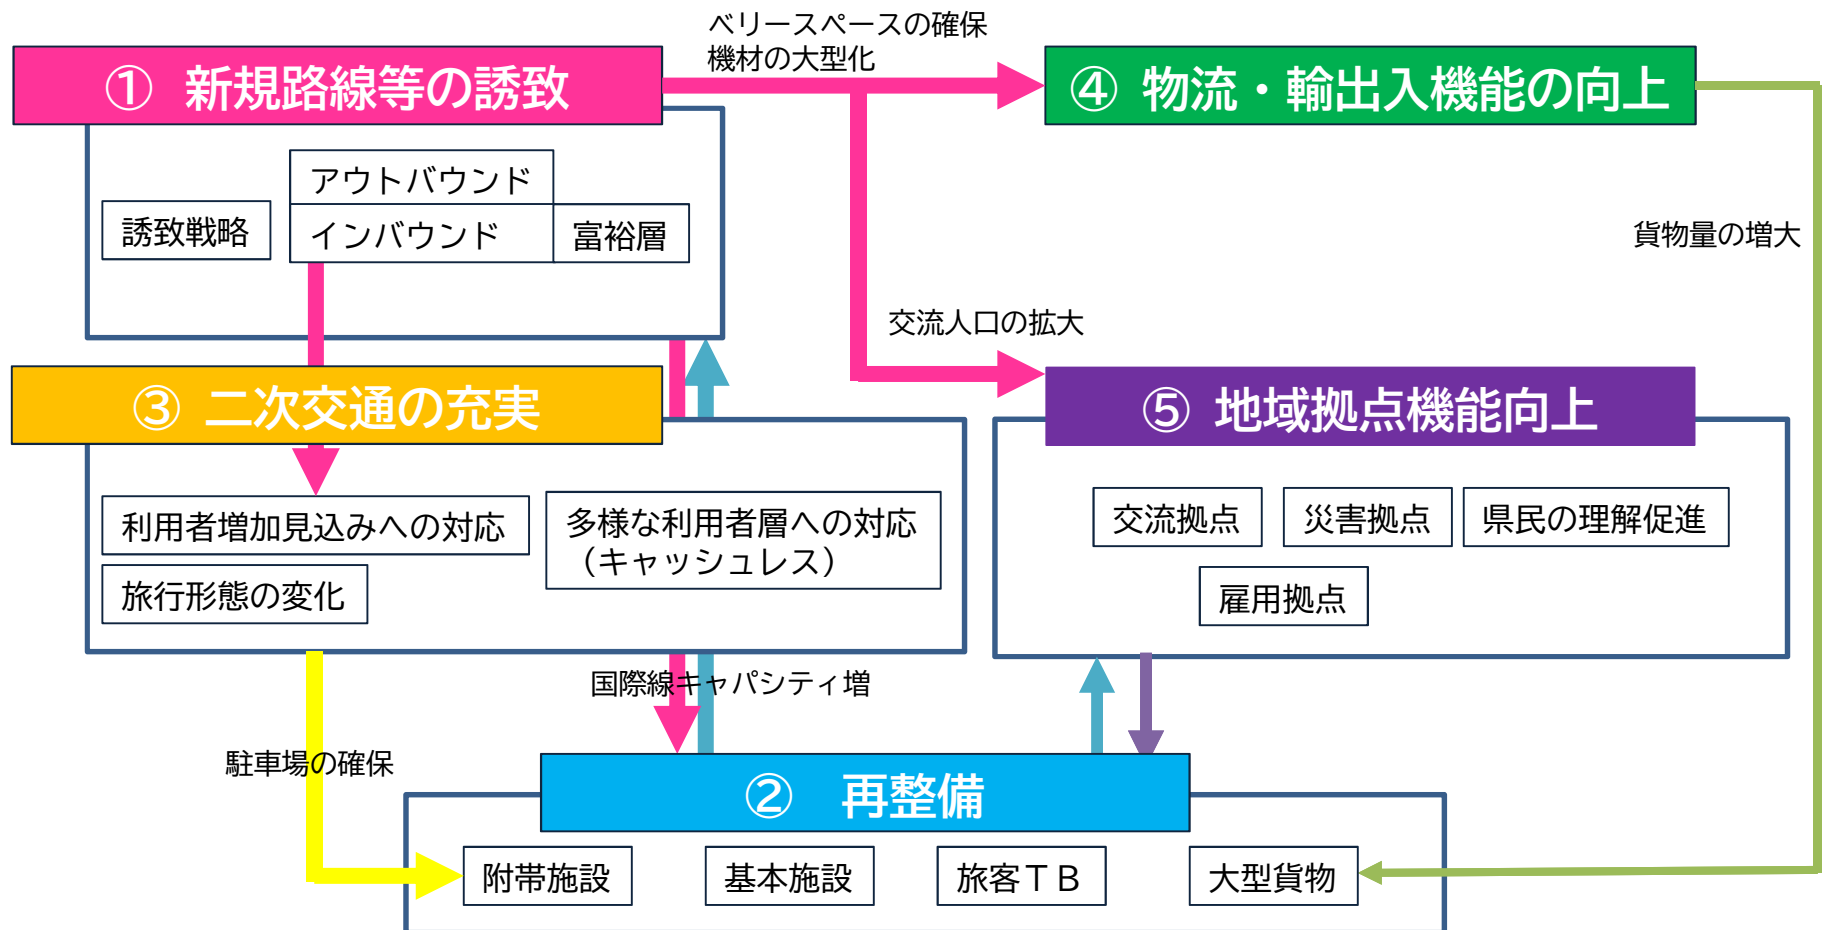 ベリースペースの確保
機材の大型化
① 新規路線等の誘致
④ 物流・輸出入機能の向上
アウトバウンド
誘致戦略
インバウンド
富裕層
貨物量の増大
交流人口の拡大
③ 二次交通の充実
⑤ 地域拠点機能向上
利用者増加見込みへの対応
多様な利用者層への対応
（キャッシュレス）
旅行形態の変化
交流拠点
災害拠点
県民の理解促進
雇用拠点
国際線キャパシティ増
駐車場の確保
② 再整備
附帯施設
基本施設
旅客ＴＢ
大型貨物